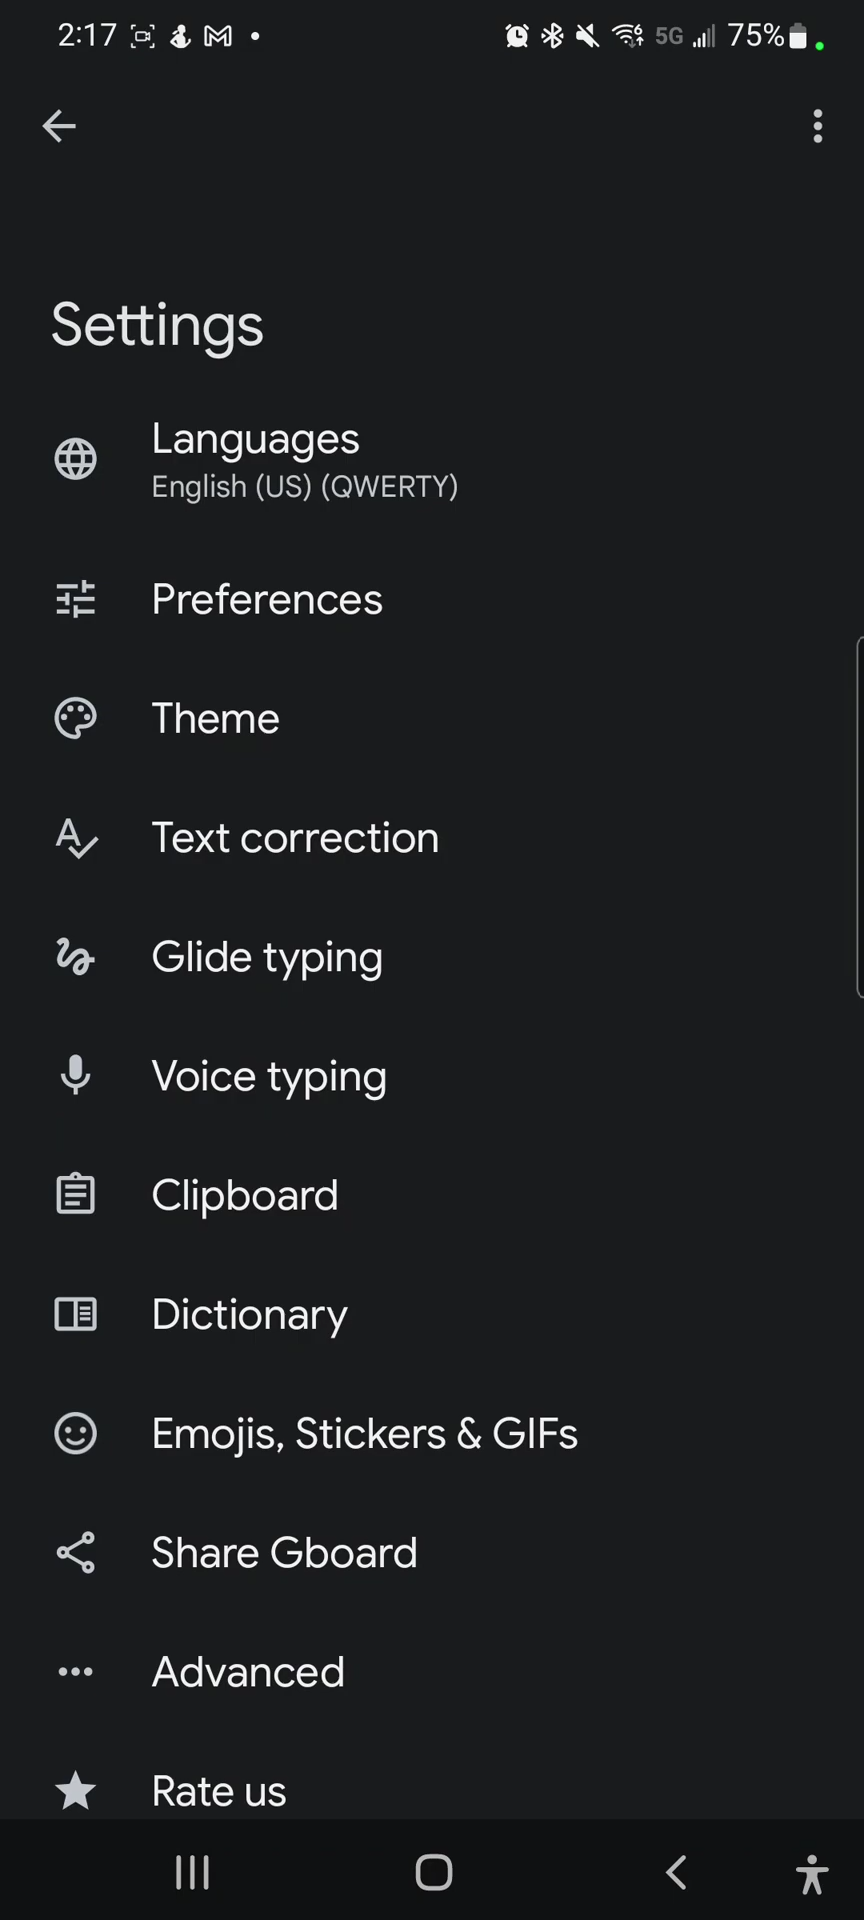 2:17 5G 75%
Settings
Languages
English (US) (QWERTY)
Preferences
Theme
Text correction
Glide typing
Voice typing
Clipboard
Dictionary
Emojis, Stickers & GIFs
Share Gboard
Advanced
Rate us